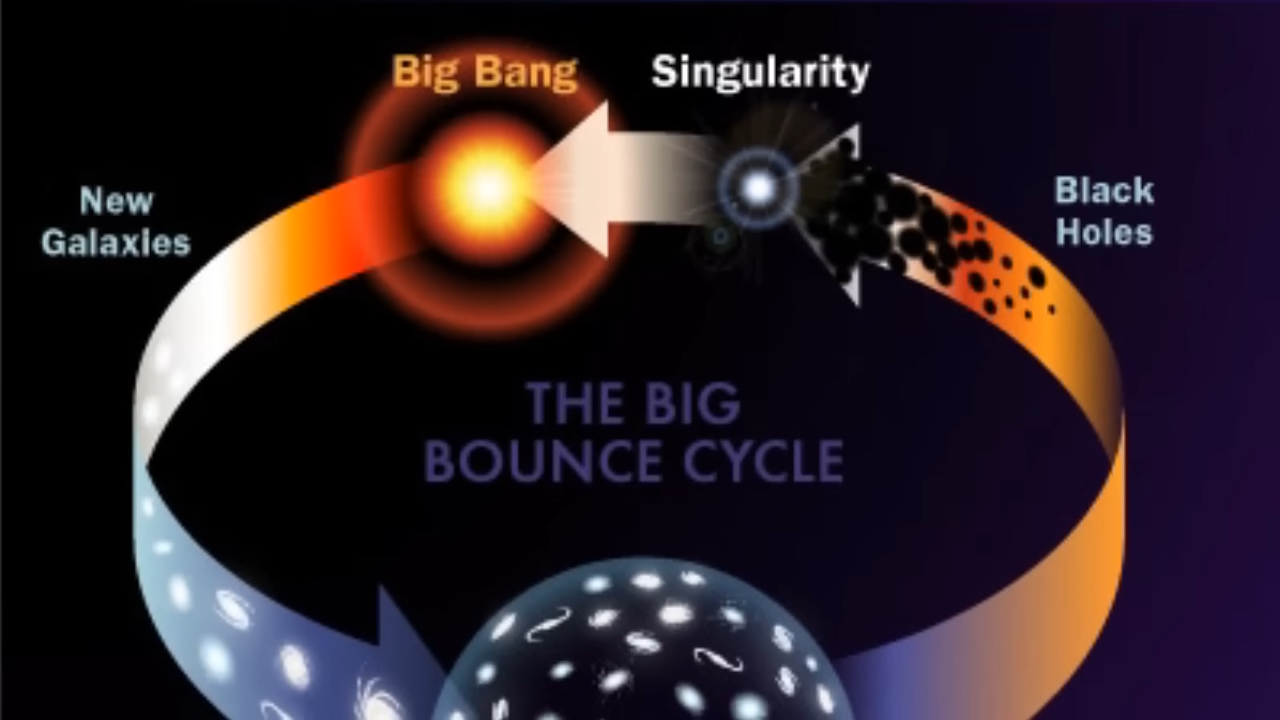 Big Bang
Singularity
New
Galaxies
Black
Holes
THE BIG
BOUNCE CYCLE